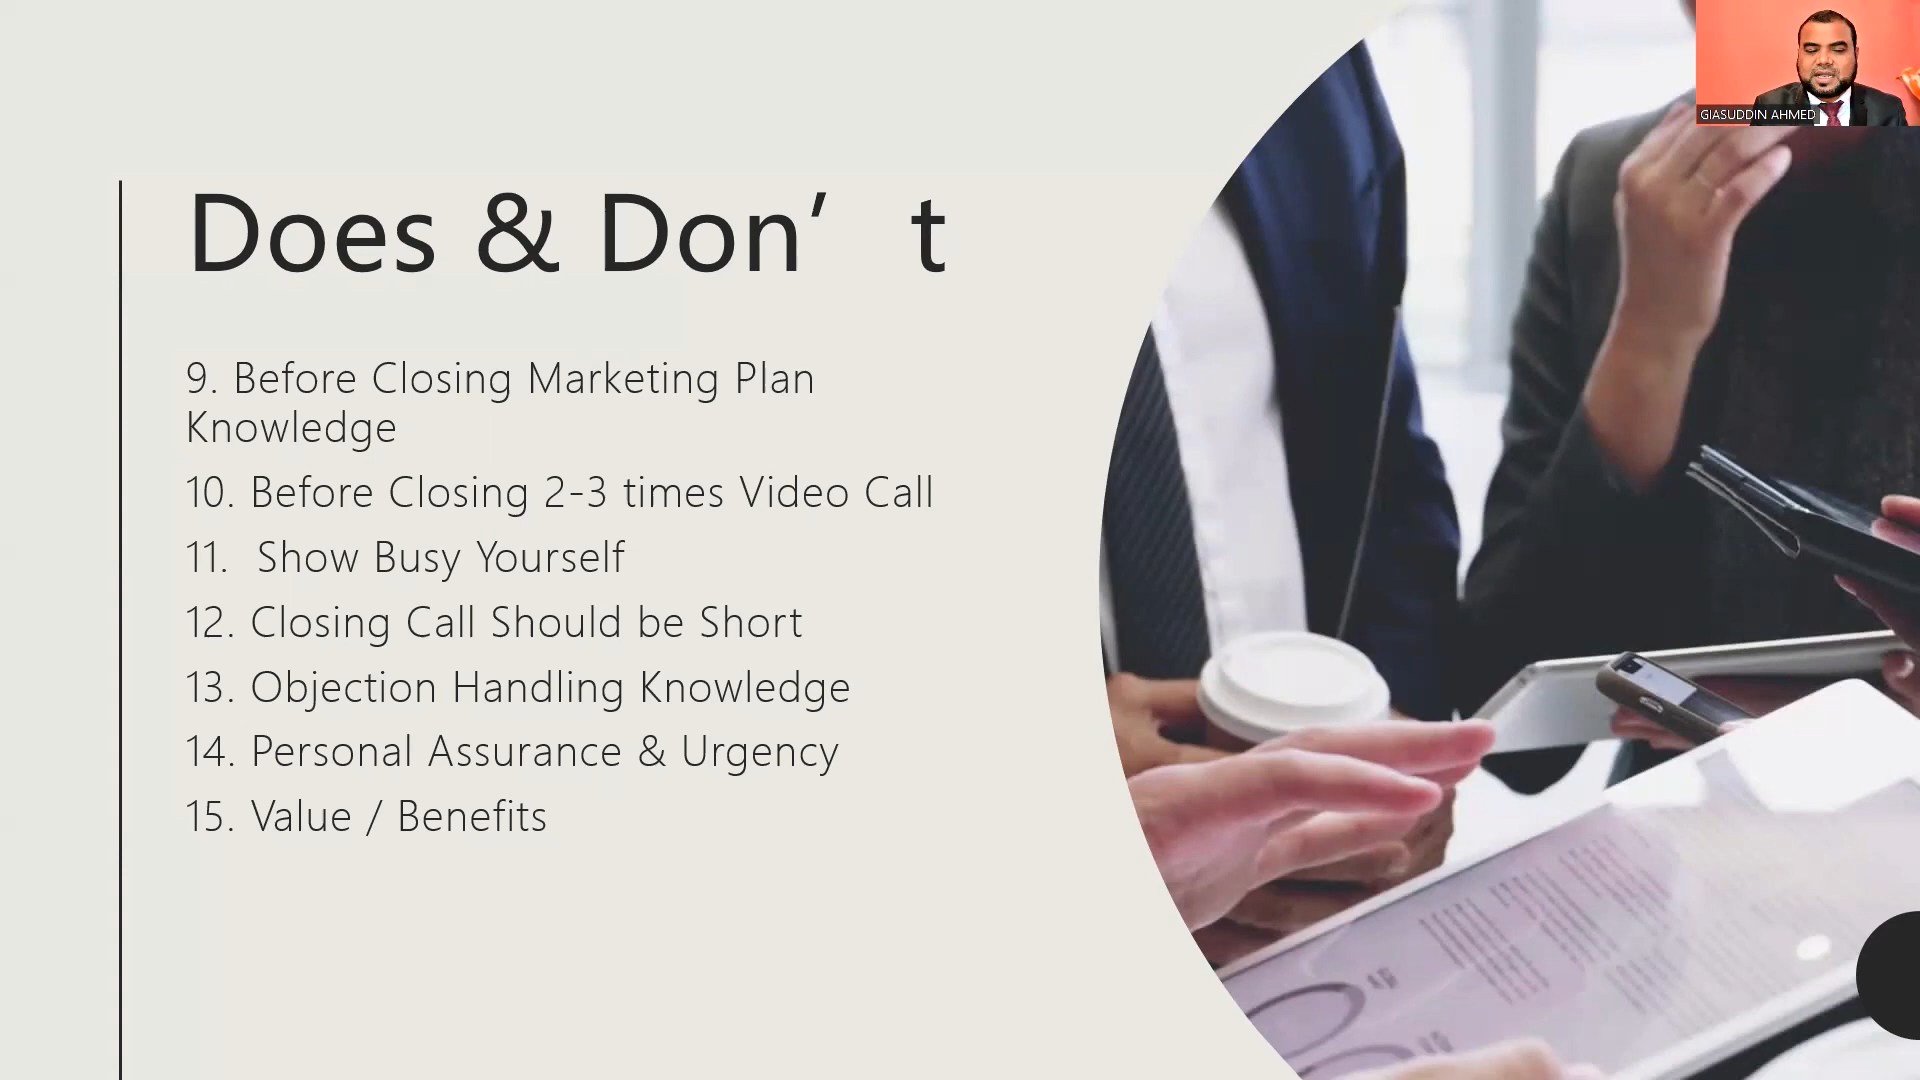 Does & Don’ t
9. Before Closing Marketing Plan
Knowledge
10. Before Closing 2-3 times Video Call
11. Show Busy Yourself
12. Closing Call Should be Short
13. Objection Handling Knowledge
14. Personal Assurance & Urgency
15. Value / Benefits
GIASUDDIN AHMED